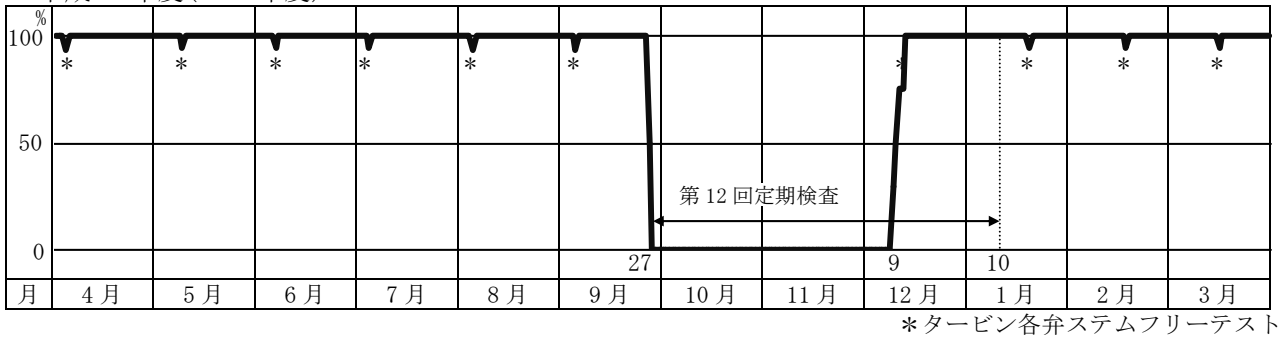 %
100
* * * * * * * * * *
50
第12回定期検査
0
27 9 10
月 4月 5月 6月 7月 8月 9月 10月 11月 12月 1月 2月 3月
*タービン各弁ステムフリーテスト